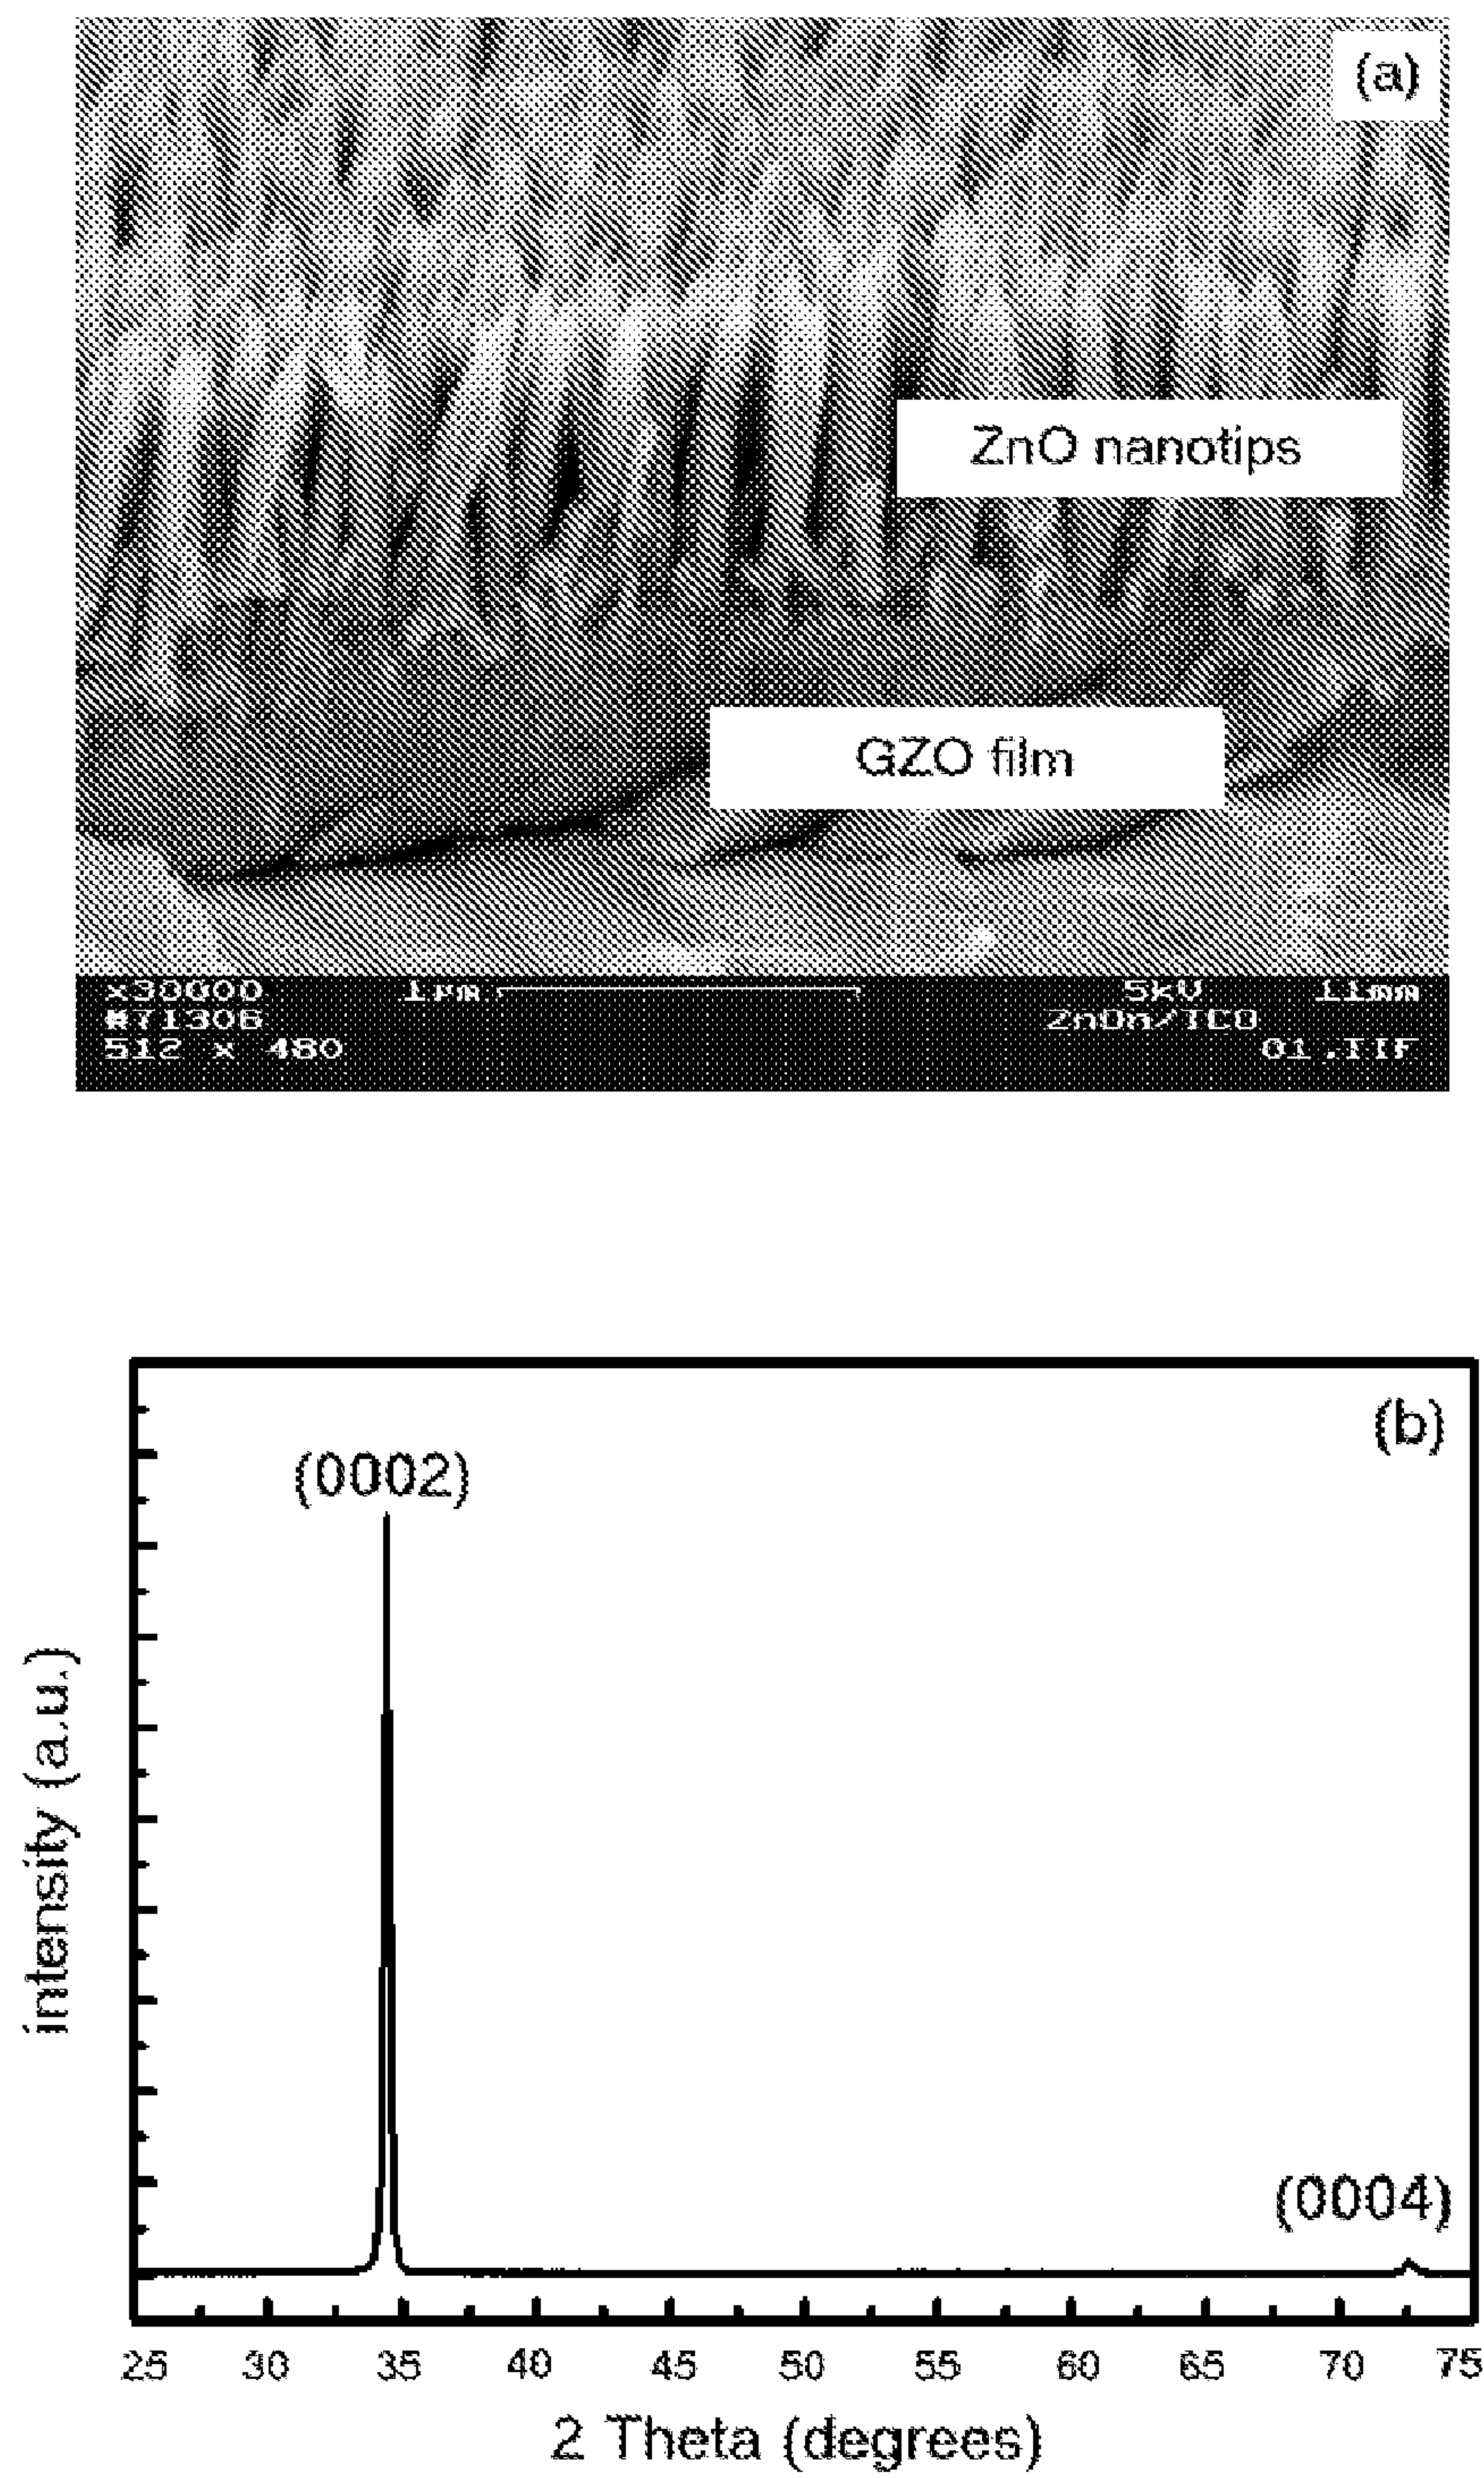 (a)
ZnO nanotips
GZO film
x30000 1μm 5kV 11mm
#71306 ZnOn/TCO
512 x 480 01.TIF
(b)
(0002)
(0004)
intensity (a.u.)
25 30 35 40 45 50 55 60 65 70 75
2 Theta (degrees)